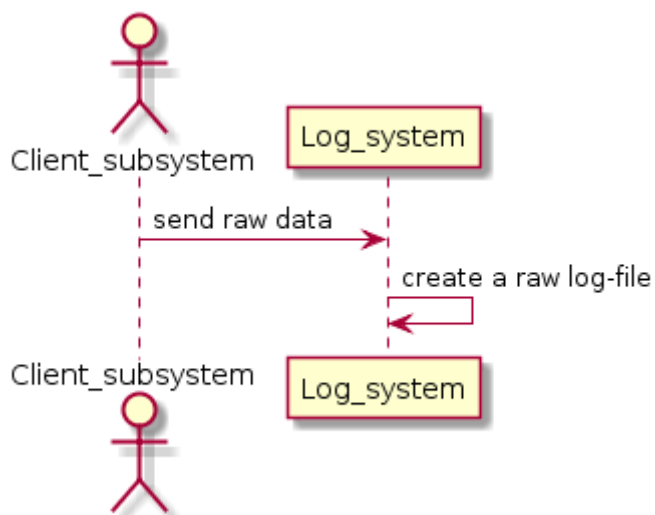 Client_subsystem
Log_system
send raw data
create a raw log-file
Client_subsystem
Log_system